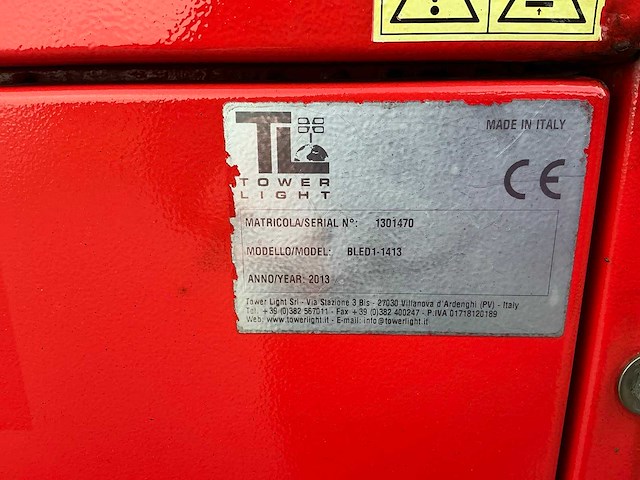 TL
TOWER
LIGHT
MADE IN ITALY
CE
MATRICOLA/SERIAL N°: 1301470
MODELLO/MODEL: BLED1-1413
ANNO/YEAR: 2013
Tower Light Srl - Via Stazione 3 Bis - 27030 Villanova d'Ardenghi (PV) - Italy
Tel. +39 (0)382 567011 - Fax +39 (0)382 400247 - P.IVA 01718120189
Web: www.towerlight.it - E-mail: info@towerlight.it